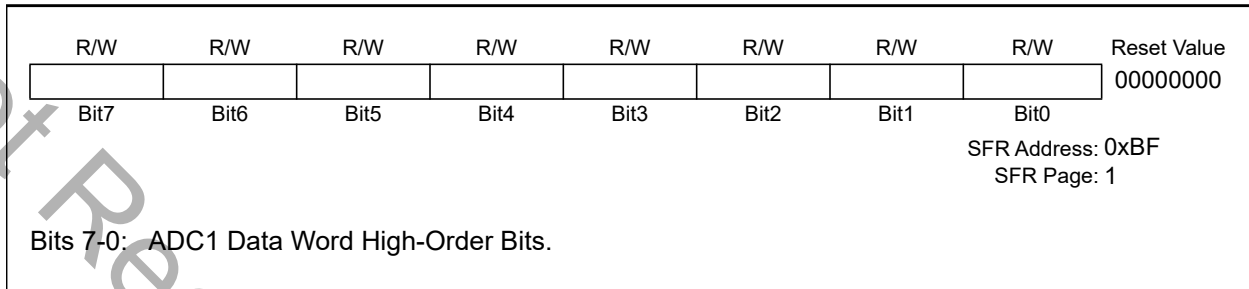 R/W R/W R/W R/W R/W R/W R/W R/W Reset Value
00000000
Bit7 Bit6 Bit5 Bit4 Bit3 Bit2 Bit1 Bit0
SFR Address: 0xBF
SFR Page: 1
Bits 7-0: ADC1 Data Word High-Order Bits.